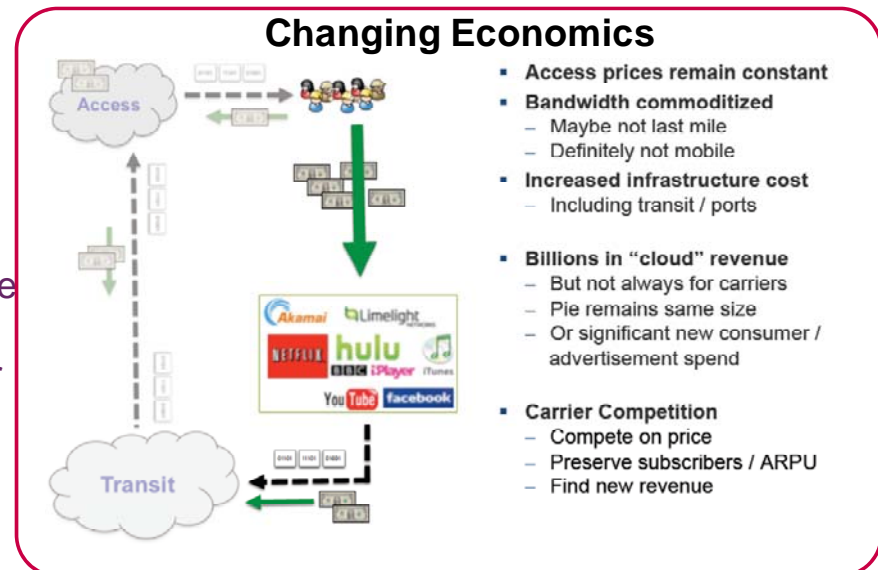 Changing Economics
Access
Access prices remain constant
Bandwidth commoditized
– Maybe not last mile
– Definitely not mobile
Increased infrastructure cost
– Including transit / ports
Billions in “cloud” revenue
– But not always for carriers
– Pie remains same size
– Or significant new consumer /
advertisement spend
Carrier Competition
– Compete on price
– Preserve subscribers / ARPU
– Find new revenue
e
Akamai
Limelight
NETWORKS
NETFLIX
hulu
BBC iPlayer
iTunes
YouTube
facebook
Transit